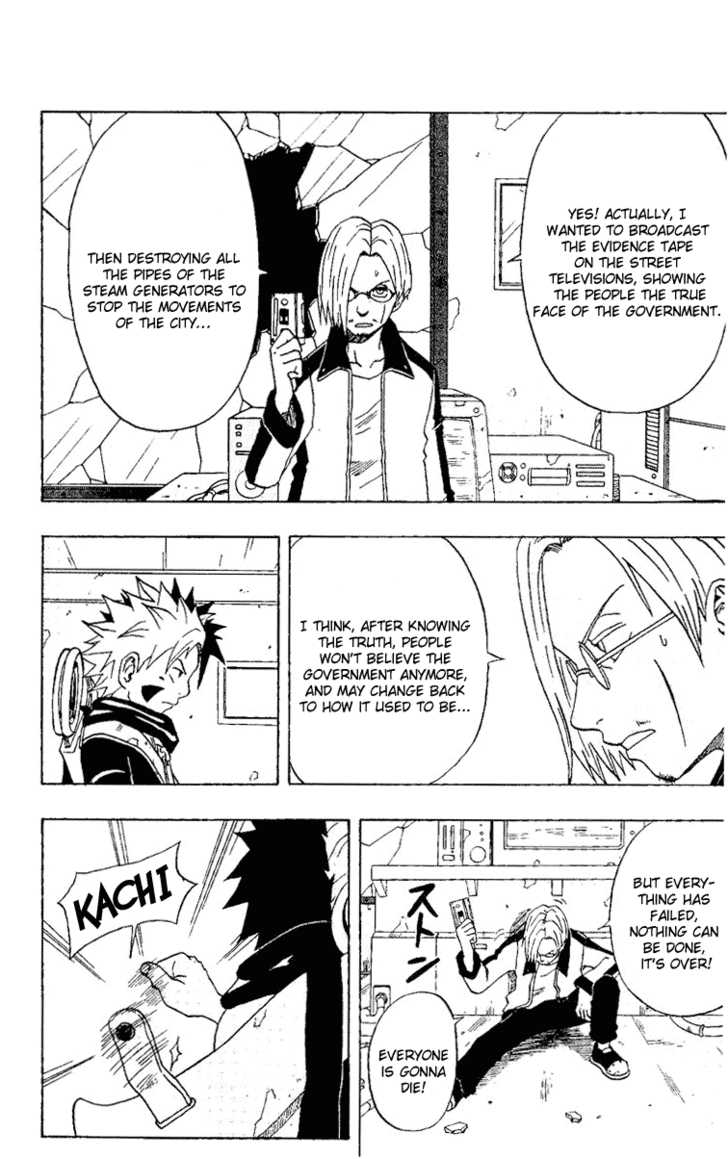 YES! ACTUALLY, I
WANTED TO BROADCAST
THE EVIDENCE TAPE
ON THE STREET
TELEVISIONS, SHOWING
THE PEOPLE THE TRUE
FACE OF THE GOVERNMENT.
THEN DESTROYING ALL
THE PIPES OF THE
STEAM GENERATORS TO
STOP THE MOVEMENTS
OF THE CITY...
I THINK, AFTER KNOWING
THE TRUTH, PEOPLE
WON'T BELIEVE THE
GOVERNMENT ANYMORE,
AND MAY CHANGE BACK
TO HOW IT USED TO BE...
BUT EVERY-
THING HAS
FAILED,
NOTHING CAN
BE DONE,
IT'S OVER!
ストン
EVERYONE
IS GONNA
DIE!
KACHI